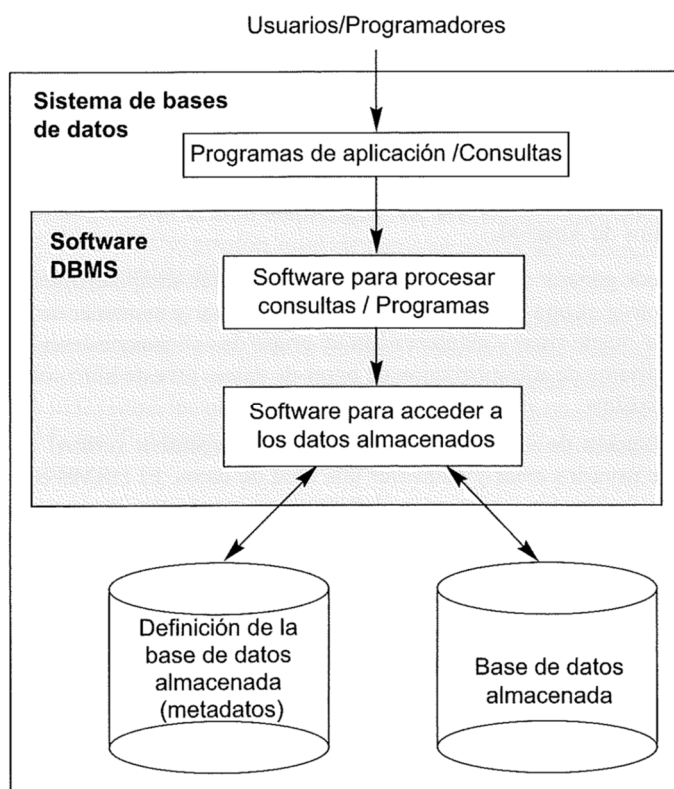 Usuarios/Programadores
Sistema de bases
de datos
Programas de aplicación /Consultas
Software
DBMS
Software para procesar
consultas / Programas
Software para acceder a
los datos almacenados
Definición de la
base de datos
almacenada
(metadatos)
Base de datos
almacenada